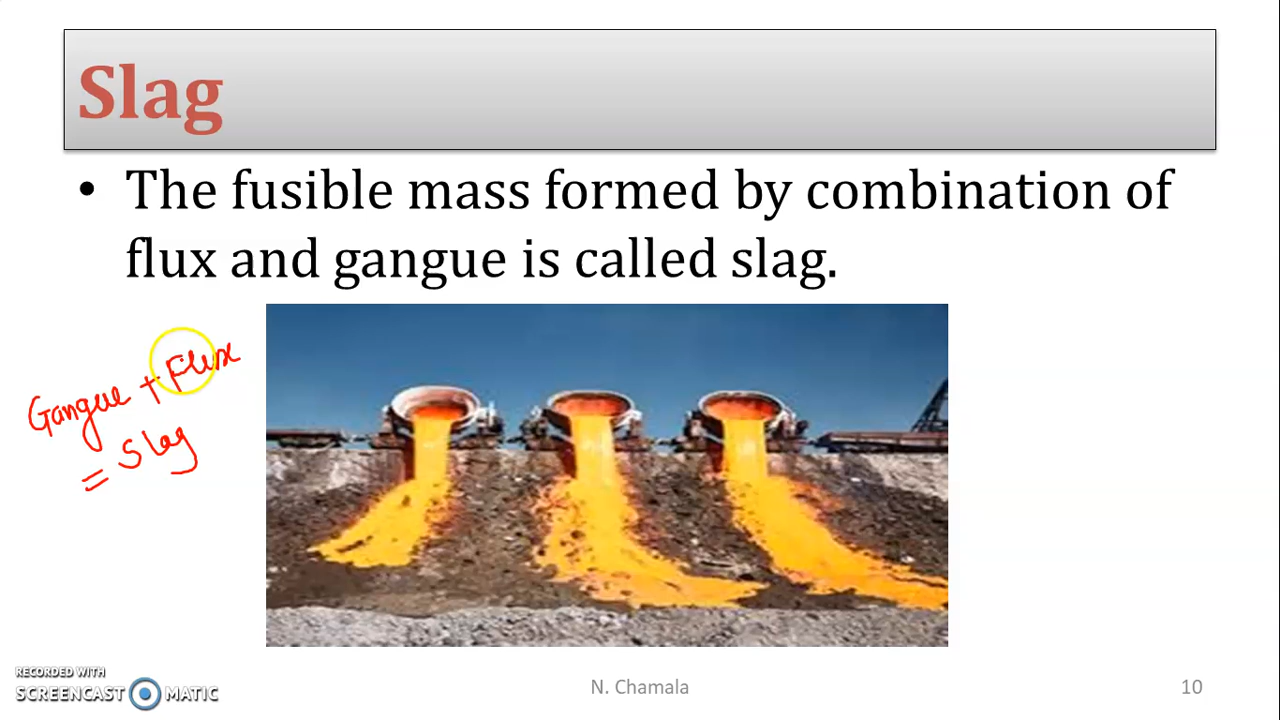 Slag
• The fusible mass formed by combination of
flux and gangue is called slag.
Gangue + Flux
= Slag
RECORDED WITH
SCREENCAST MATIC
N. Chamala
10